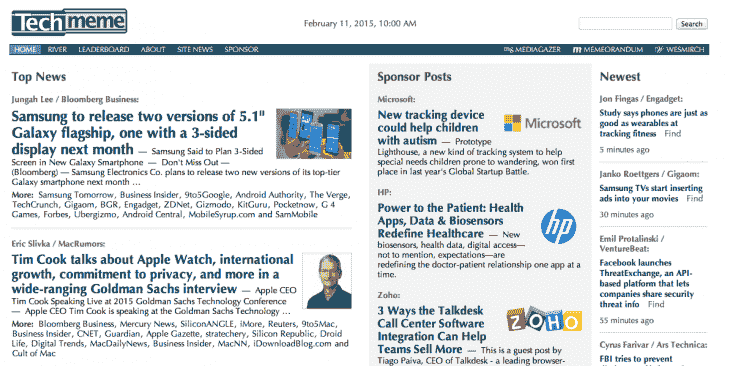 Techmeme
February 11, 2015, 10:00 AM
Search
HOME RIVER LEADERBOARD ABOUT SITE NEWS SPONSOR
mg MEDIAGAZER m MEMEORANDUM W WESMIRCH
Top News
Jungah Lee / Bloomberg Business:
Samsung to release two versions of 5.1"
Galaxy flagship, one with a 3-sided
display next month — Samsung Said to Plan 3-Sided
Screen in New Galaxy Smartphone — Don't Miss Out —
(Bloomberg) — Samsung Electronics Co. plans to release two new versions of its top-tier
Galaxy smartphone next month ...
More: Samsung Tomorrow, Business Insider, 9to5Google, Android Authority, The Verge,
TechCrunch, Gigaom, BGR, Engadget, ZDNet, Gizmodo, KitGuru, Pocketnow, G 4
Games, Forbes, Ubergizmo, Android Central, MobileSyrup.com and SamMobile
Eric Slivka / MacRumors:
Tim Cook talks about Apple Watch, international
growth, commitment to privacy, and more in a
wide-ranging Goldman Sachs interview — Apple CEO
Tim Cook Speaking Live at 2015 Goldman Sachs Technology Conference
— Apple CEO Tim Cook is speaking at the Goldman Sachs Technology ...
More: Bloomberg Business, Mercury News, SiliconANGLE, iMore, Reuters, 9to5Mac,
Business Insider, CNET, Guardian, Apple Gazette, stratechery, Silicon Republic, Droid
Life, Digital Trends, MacDailyNews, Business Insider, MacNN, iDownloadBlog.com and
Cult of Mac
Sponsor Posts
Microsoft:
New tracking device
could help children
with autism — Prototype
Lighthouse, a new kind of tracking system to help
special needs children prone to wandering, won first
place in last year's Global Startup Battle.
Microsoft
HP:
Power to the Patient: Health
Apps, Data & Biosensors
Redefine Healthcare — New
biosensors, health data, digital access—
not to mention, expectations—are
redefining the doctor-patient relationship one app at a
time.
hp
Zoho:
3 Ways the Talkdesk
Call Center Software
Integration Can Help
Teams Sell More — This is a guest post by
Tiago Paiva, CEO of Talkdesk - a leading browser-
ZOHO
Newest
Jon Fingas / Engadget:
Study says phones are just as
good as wearables at
tracking fitness Find
5 minutes ago
Janko Roettgers / Gigaom:
Samsung TVs start inserting
ads into your movies Find
30 minutes ago
Emil Protalinski /
VentureBeat:
Facebook launches
ThreatExchange, an API-
based platform that lets
companies share security
threat info Find
55 minutes ago
Cyrus Farivar / Ars Technica:
FBI tries to prevent